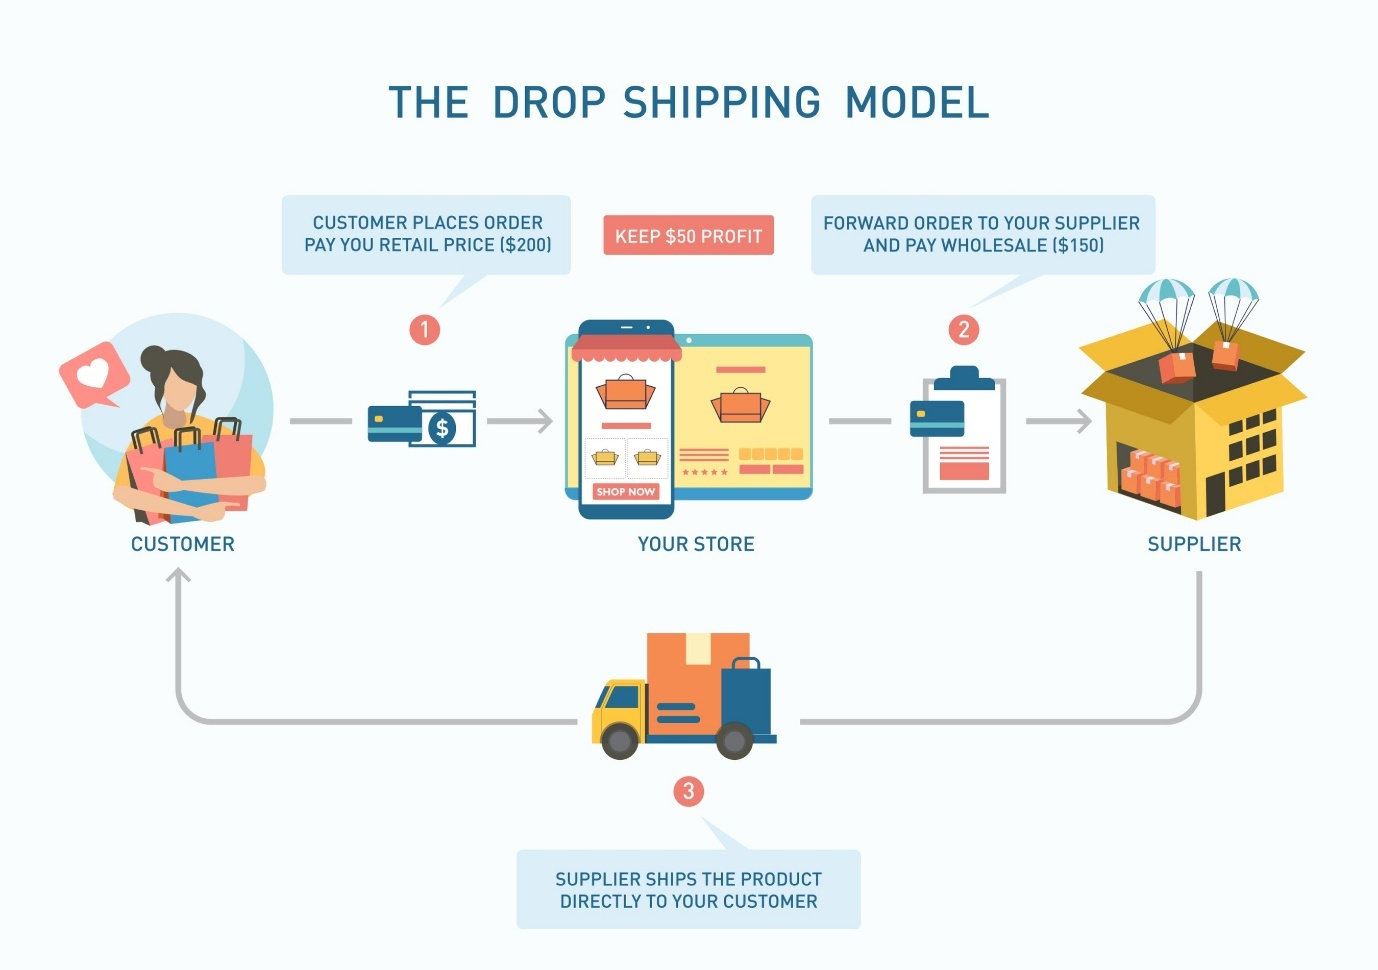 THE DROP SHIPPING MODEL
CUSTOMER PLACES ORDER
PAY YOU RETAIL PRICE ($200)
KEEP $50 PROFIT
FORWARD ORDER TO YOUR SUPPLIER
AND PAY WHOLESALE ($150)
1
2
$
SHOP NOW
CUSTOMER
YOUR STORE
SUPPLIER
3
SUPPLIER SHIPS THE PRODUCT
DIRECTLY TO YOUR CUSTOMER